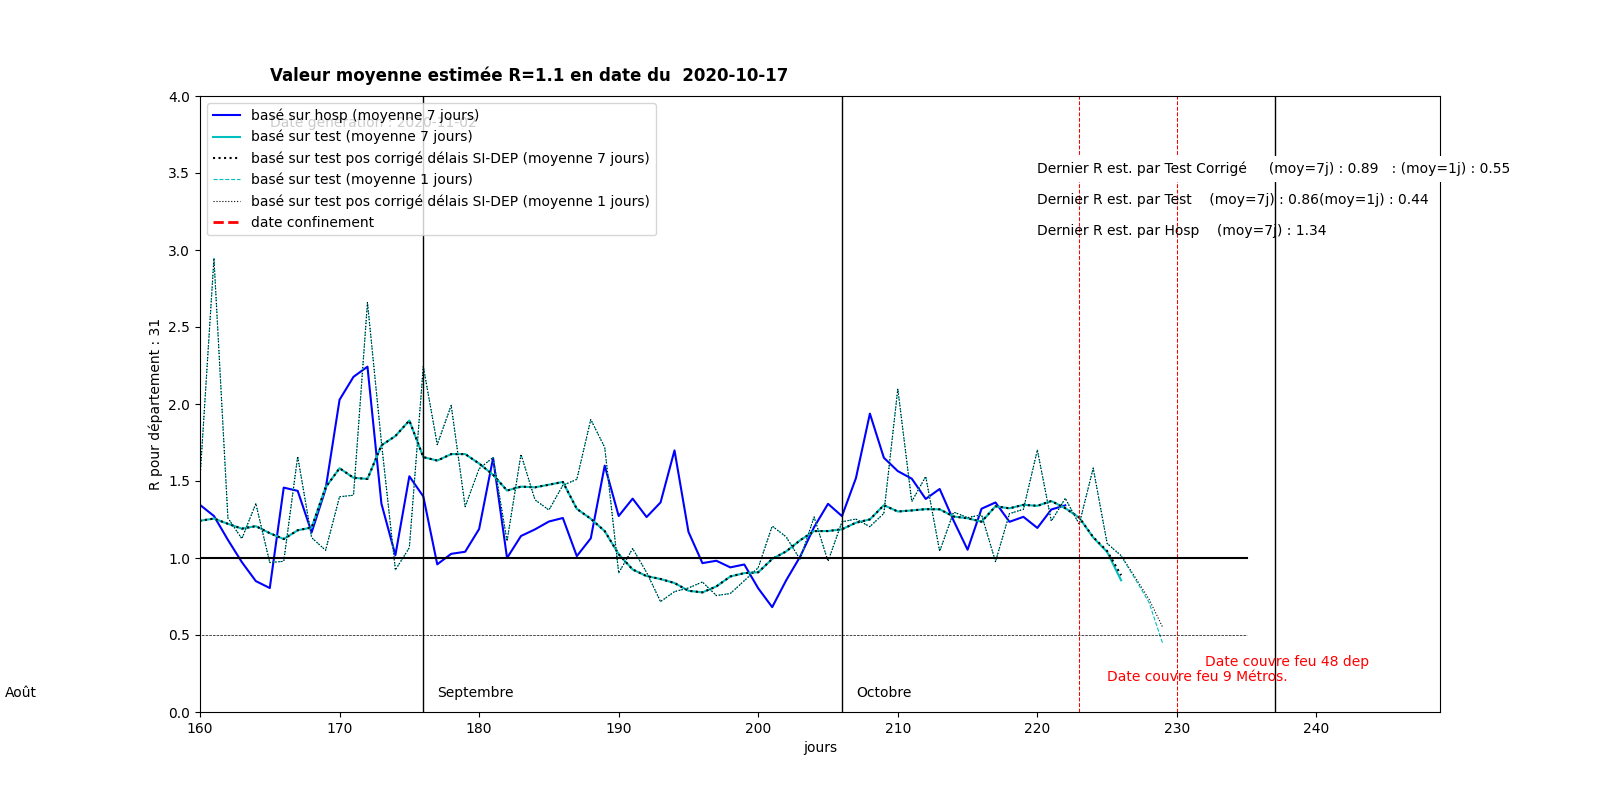 Valeur moyenne estimée R=1.1 en date du  2020-10-17
4.0
3.5
3.0
2.5
2.0
1.5
1.0
0.5
0.0
R pour département : 31
basé sur hosp (moyenne 7 jours)
Date génération : 2020-11-02
basé sur test (moyenne 7 jours)
basé sur test pos corrigé délais SI-DEP (moyenne 7 jours)
basé sur test (moyenne 1 jours)
basé sur test pos corrigé délais SI-DEP (moyenne 1 jours)
date confinement
Dernier R est. par Test Corrigé     (moy=7j) : 0.89   : (moy=1j) : 0.55
Dernier R est. par Test    (moy=7j) : 0.86(moy=1j) : 0.44
Dernier R est. par Hosp    (moy=7j) : 1.34
Date couvre feu 48 dep
Date couvre feu 9 Métros.
Août
Septembre
Octobre
160 170 180 190 200 210 220 230 240
jours